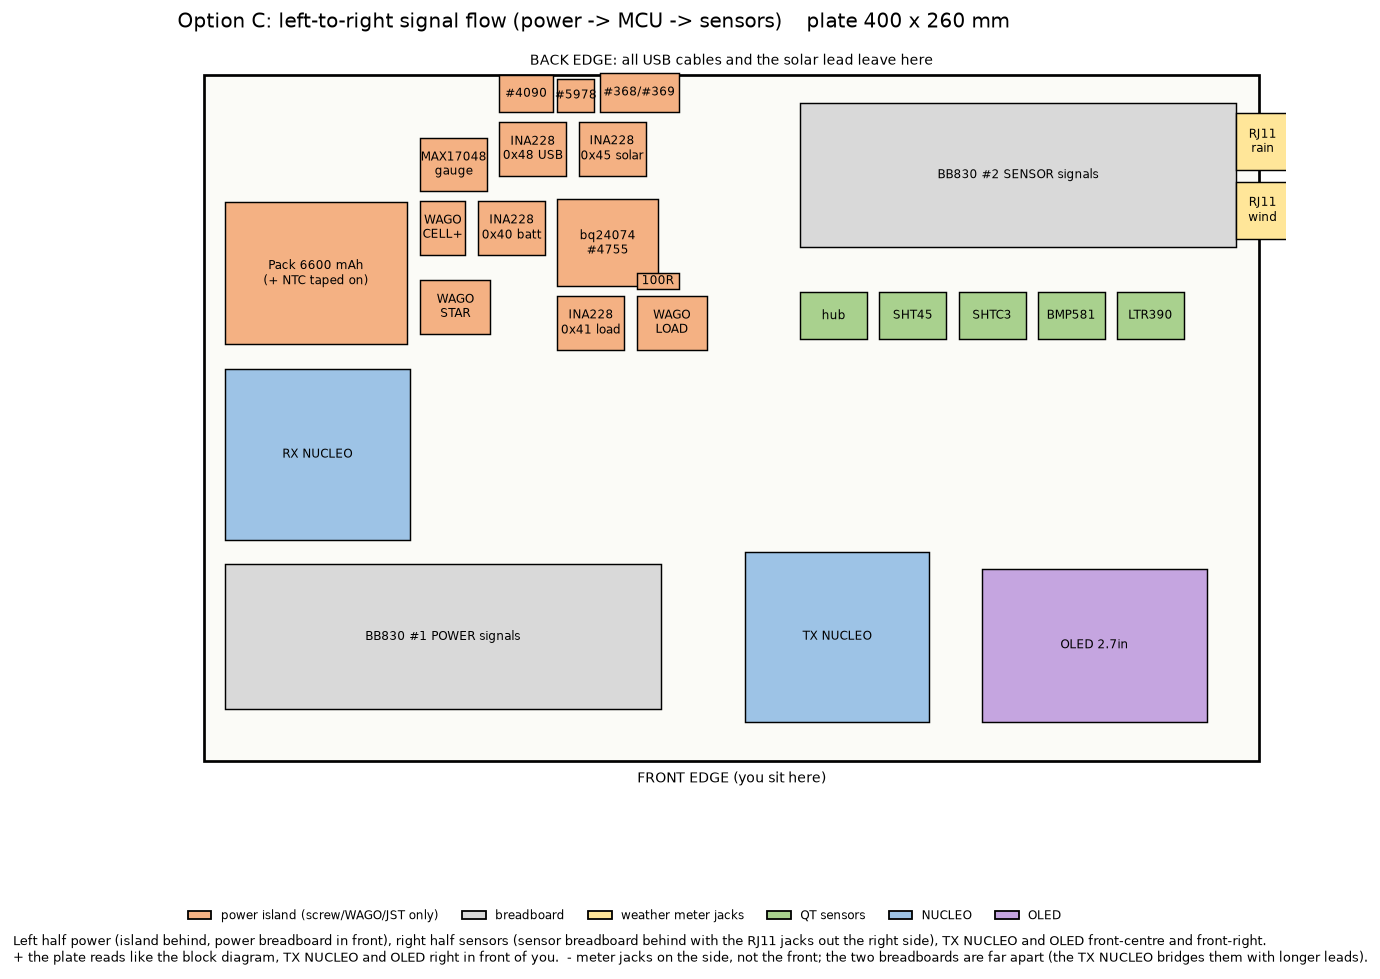 Option C: left-to-right signal flow (power -> MCU -> sensors)    plate 400 x 260 mm
BACK EDGE: all USB cables and the solar lead leave here
#4090
#5978
#368/#369
INA228
0x48 USB
INA228
0x45 solar
MAX17048
gauge
RJ11
rain
BB830 #2 SENSOR signals
RJ11
wind
WAGO
CELL+
INA228
0x40 batt
bq24074
#4755
Pack 6600 mAh
(+ NTC taped on)
100R
WAGO
STAR
INA228
0x41 load
WAGO
LOAD
hub
SHT45
SHTC3
BMP581
LTR390
RX NUCLEO
BB830 #1 POWER signals
TX NUCLEO
OLED 2.7in
FRONT EDGE (you sit here)
power island (screw/WAGO/JST only)
breadboard
weather meter jacks
QT sensors
NUCLEO
OLED
Left half power (island behind, power breadboard in front), right half sensors (sensor breadboard behind with the RJ11 jacks out the right side), TX NUCLEO and OLED front-centre and front-right.
+ the plate reads like the block diagram, TX NUCLEO and OLED right in front of you.  - meter jacks on the side, not the front; the two breadboards are far apart (the TX NUCLEO bridges them with longer leads).